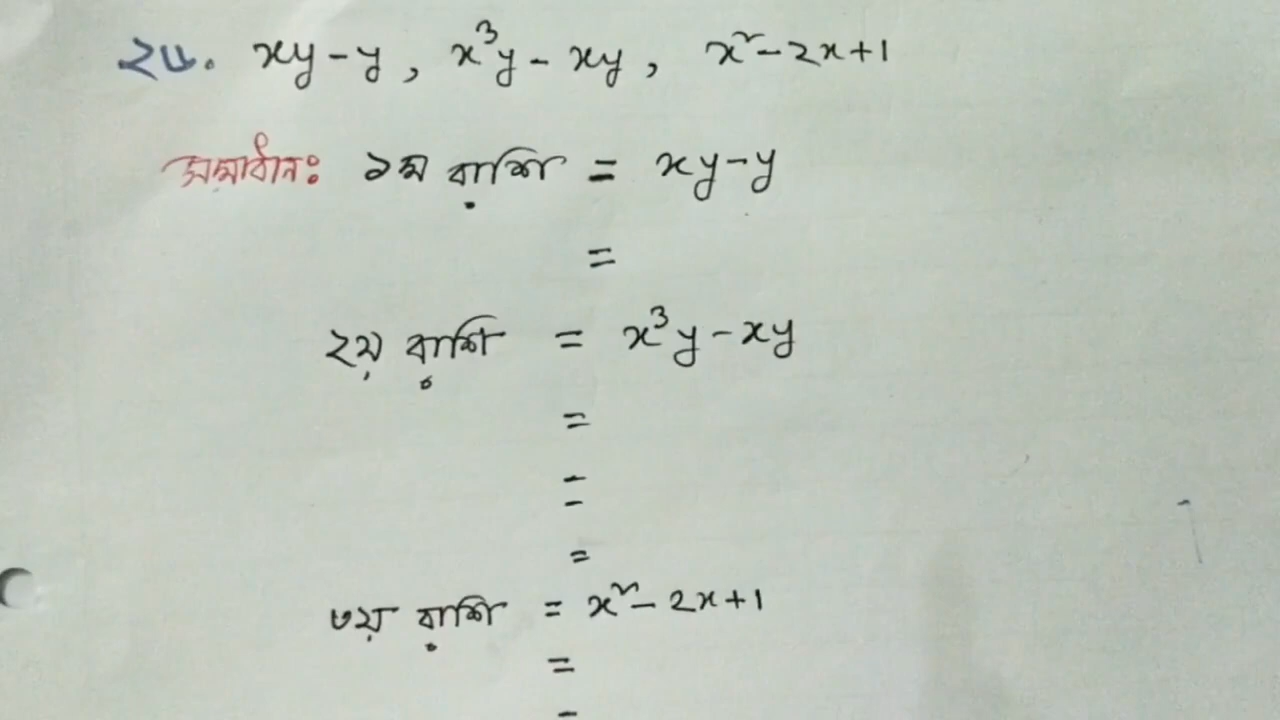 ২৬. xy-y, x³y - xy, x² - 2x+1
সমাধানঃ ১ম রাশি = xy-y
=
২য় রাশি = x³y - xy
=
=
=
৩য় রাশি = x² - 2x+1
=